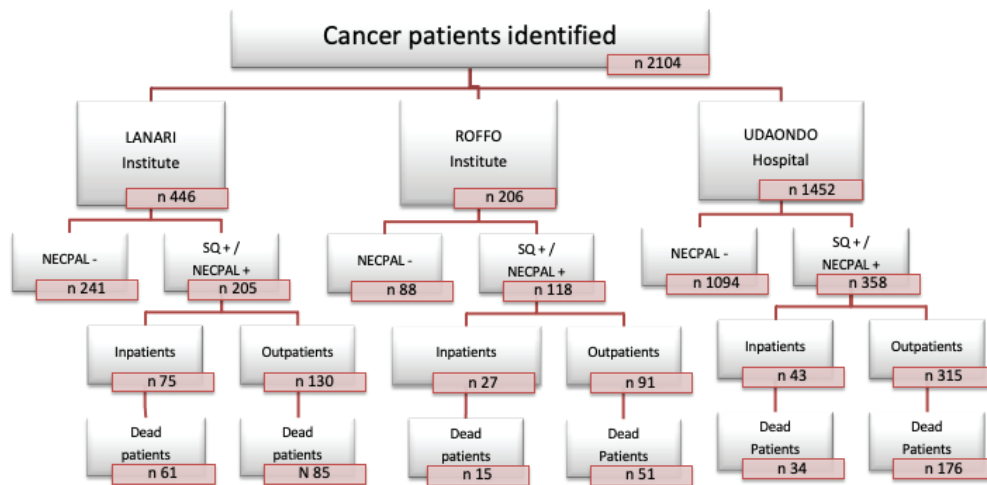 Cancer patients identified
n 2104
LANARI
Institute
n 446
ROFFO
Institute
n 206
UDAONDO
Hospital
n 1452
NECPAL -
n 241
SQ + /
NECPAL +
n 205
NECPAL -
n 88
SQ + /
NECPAL +
n 118
NECPAL -
n 1094
SQ + /
NECPAL +
n 358
Inpatients
n 75
Outpatients
n 130
Inpatients
n 27
Outpatients
n 91
Inpatients
n 43
Outpatients
n 315
Dead
patients
n 61
Dead
patients
N 85
Dead
patients
n 15
Dead
Patients
n 51
Dead
Patients
n 34
Dead
Patients
n 176